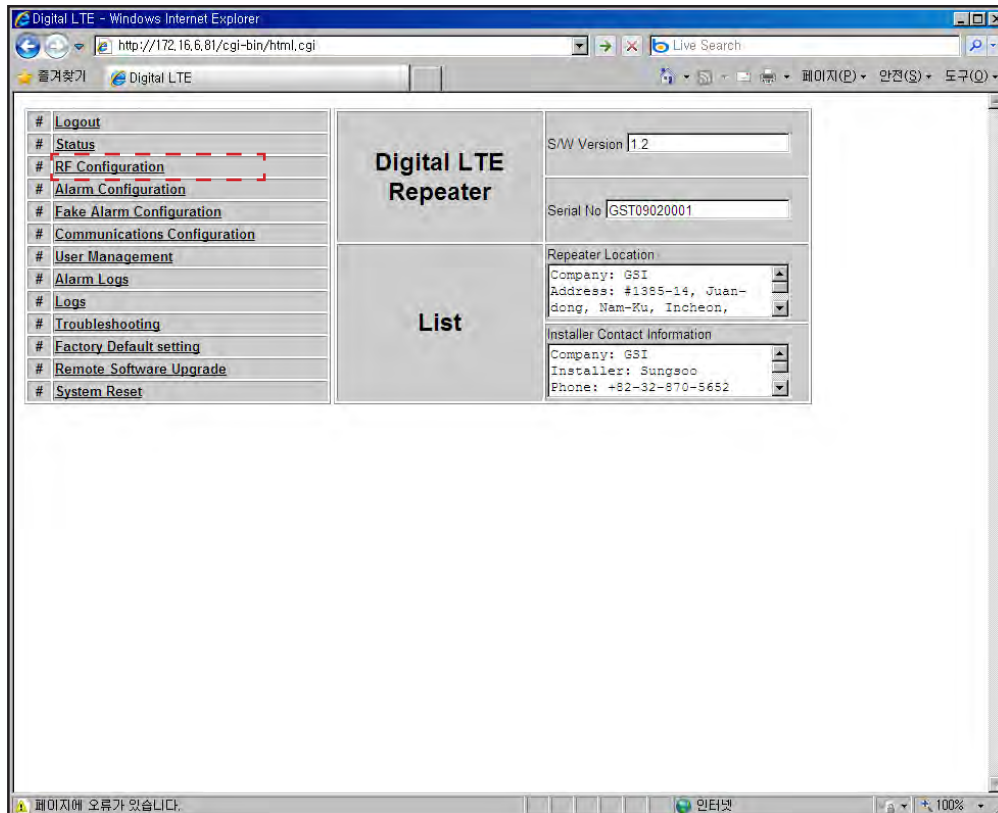 Digital LTE - Windows Internet Explorer
http://172.16.6.81/cgi-bin/html.cgi
Live Search
즐겨찾기
Digital LTE
페이지(P)
안전(S)
도구(O)
# Logout
# Status
# RF Configuration
# Alarm Configuration
# Fake Alarm Configuration
# Communications Configuration
# User Management
# Alarm Logs
# Logs
# Troubleshooting
# Factory Default setting
# Remote Software Upgrade
# System Reset
Digital LTE
Repeater
List
S/W Version 1.2
Serial No GST09020001
Repeater Location
Company: GSI
Address: #1385-14, Juan-
dong, Nam-Ku, Incheon,
Installer Contact Information
Company: GSI
Installer: Sungsoo
Phone: +82-32-870-5652
페이지에 오류가 있습니다.
인터넷
100%